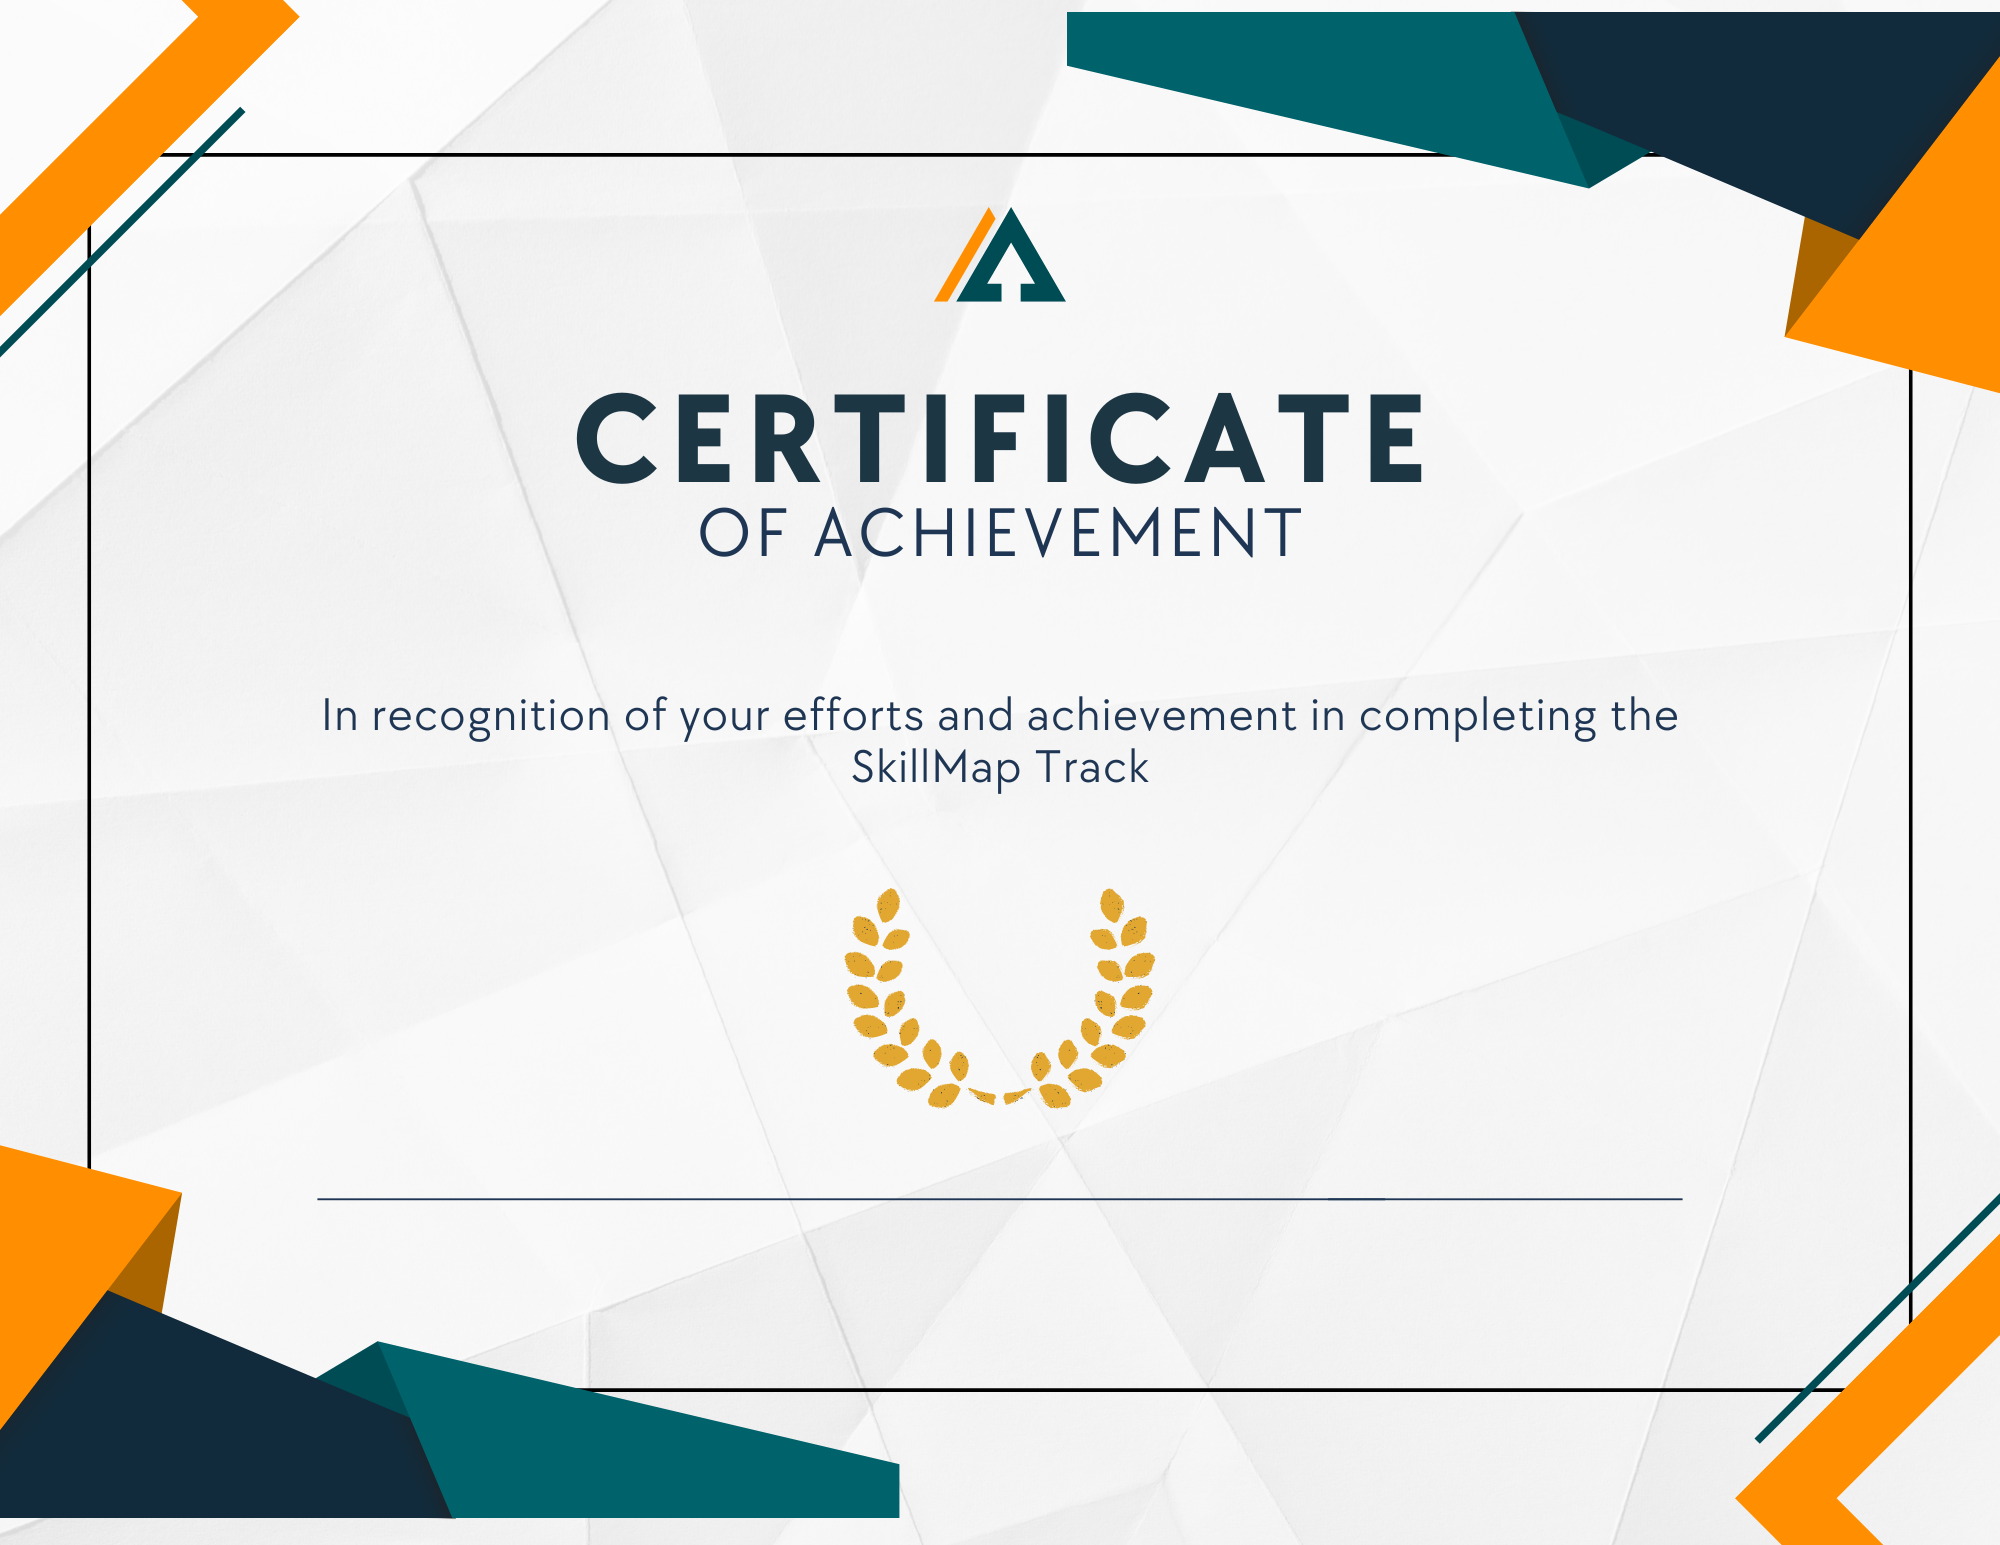 CERTIFICATE
OF ACHIEVEMENT
In recognition of your efforts and achievement in completing the
SkillMap Track